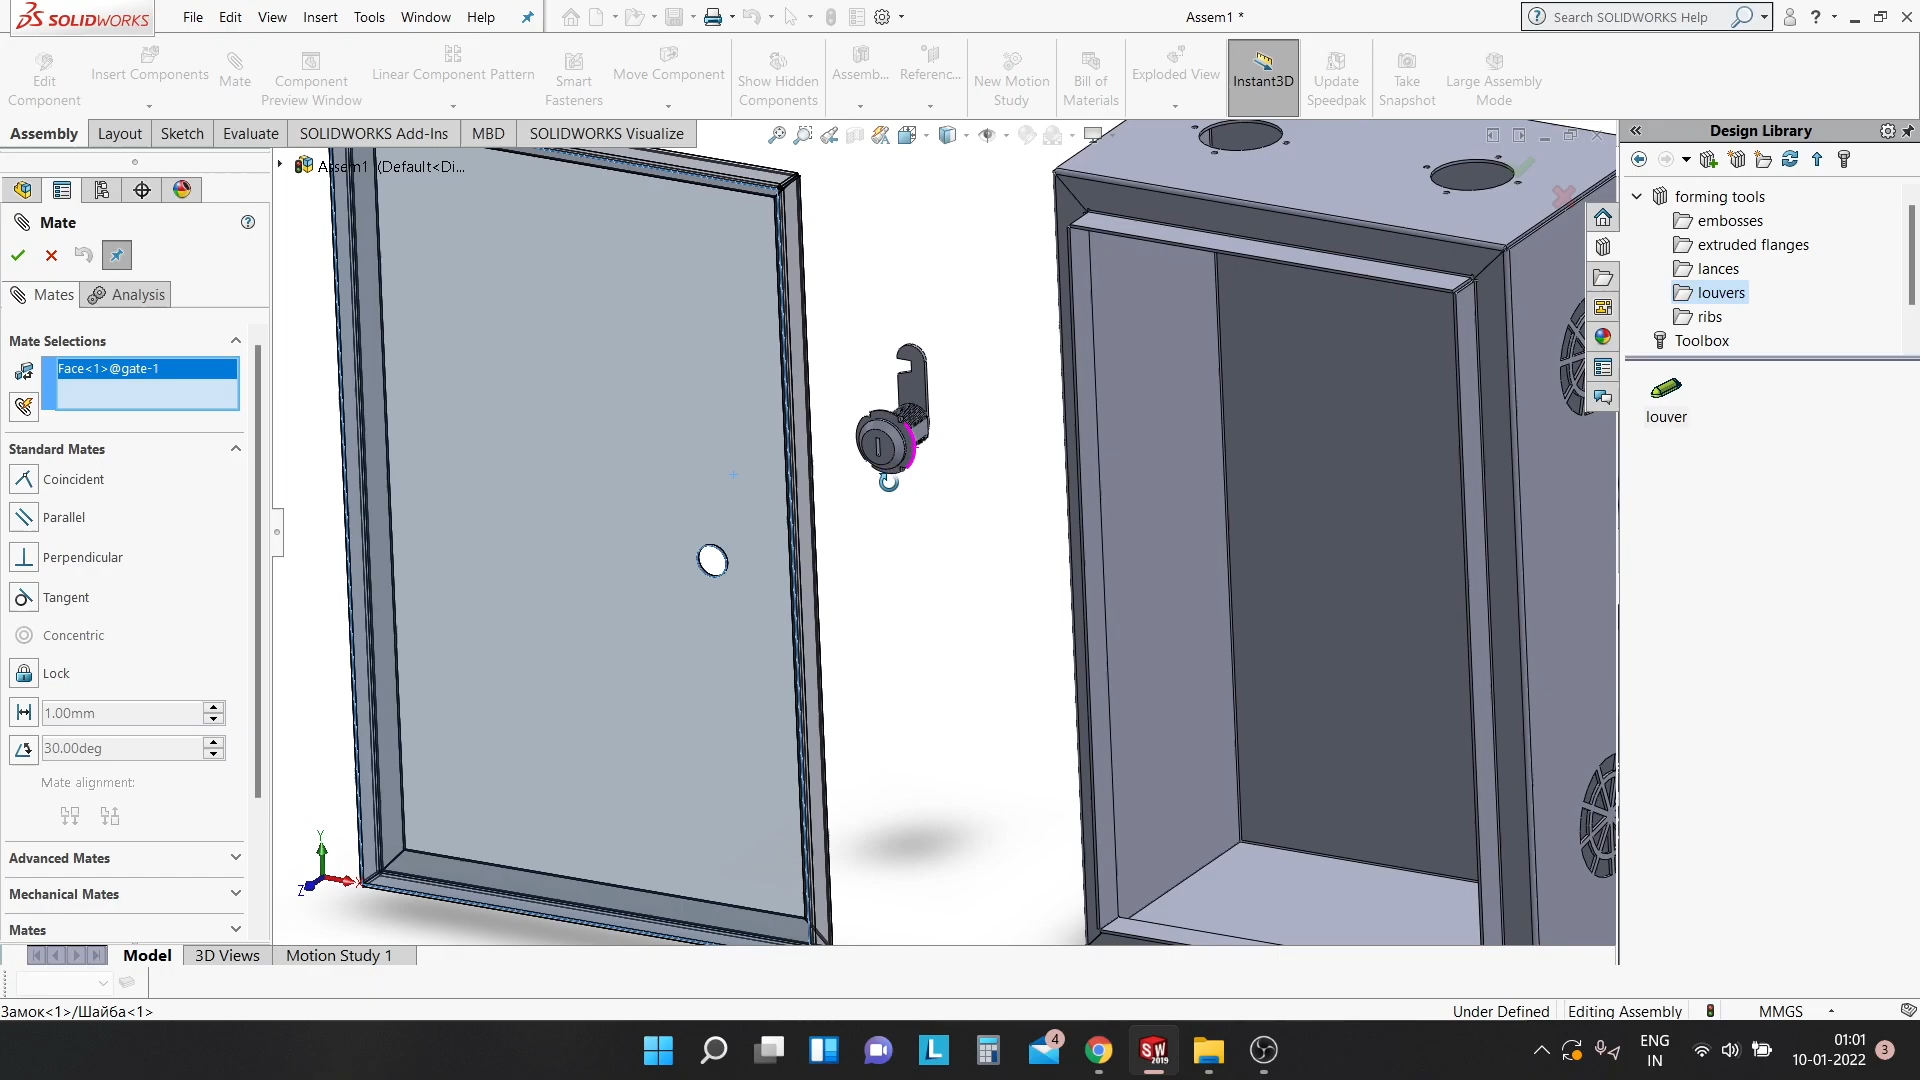 SOLIDWORKS
File Edit View Insert Tools Window Help
Assem1 *
Search SOLIDWORKS Help
Edit Component
Insert Components
Mate
Component Preview Window
Linear Component Pattern
Smart Fasteners
Move Component
Show Hidden Components
Assemb...
Referenc...
New Motion Study
Bill of Materials
Exploded View
Instant3D
Update Speedpak
Take Snapshot
Large Assembly Mode
Assembly Layout Sketch Evaluate SOLIDWORKS Add-Ins MBD SOLIDWORKS Visualize
Assem1 (Default<Di...
Mate
Mates Analysis
Mate Selections
Face<1>@gate-1
Standard Mates
Coincident
Parallel
Perpendicular
Tangent
Concentric
Lock
1.00mm
30.00deg
Mate alignment:
Advanced Mates
Mechanical Mates
Mates
Y
X
Z
Design Library
forming tools
embosses
extruded flanges
lances
louvers
ribs
Toolbox
louver
Model 3D Views Motion Study 1
Замок<1>/Шайба<1>
Under Defined Editing Assembly MMGS
L
4
SW
2019
ENG
IN
01:01
10-01-2022
3